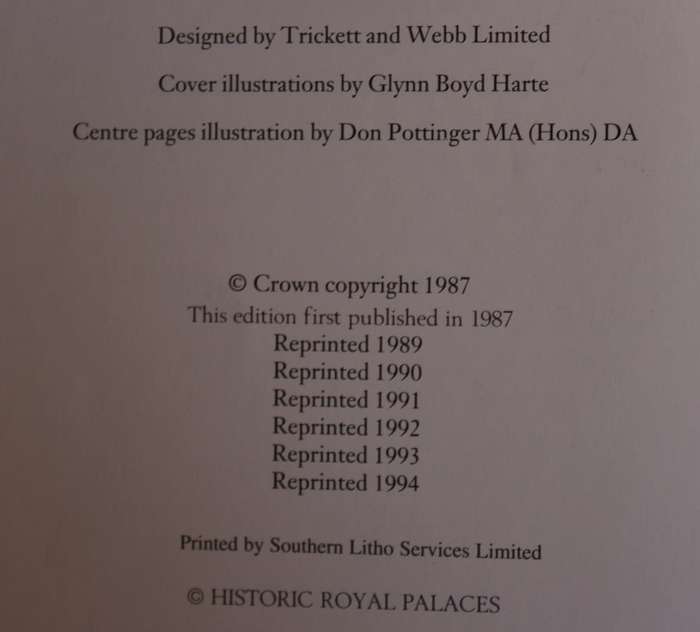 Designed by Trickett and Webb Limited
Cover illustrations by Glynn Boyd Harte
Centre pages illustration by Don Pottinger MA (Hons) DA
© Crown copyright 1987
This edition first published in 1987
Reprinted 1989
Reprinted 1990
Reprinted 1991
Reprinted 1992
Reprinted 1993
Reprinted 1994
Printed by Southern Litho Services Limited
© HISTORIC ROYAL PALACES